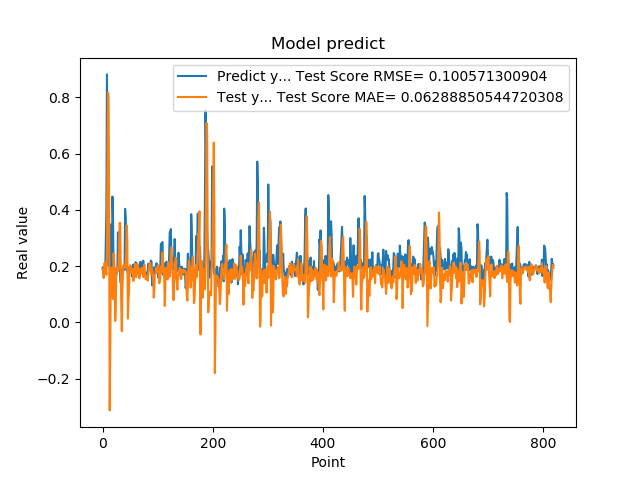 Model predict
Predict y... Test Score RMSE= 0.100571300904
Test y... Test Score MAE= 0.06288850544720308
Real value
0.8
0.6
0.4
0.2
0.0
−0.2
0 200 400 600 800
Point